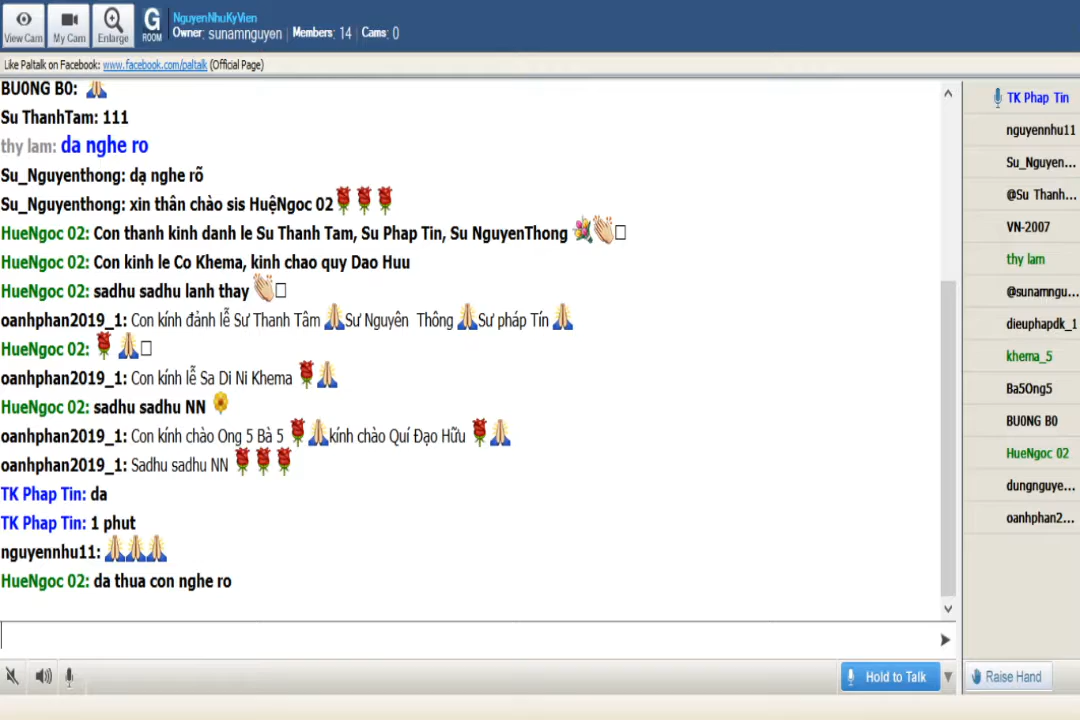 View Cam
My Cam
Enlarge
G
ROOM
NguyenNhuKyVien
Owner: sunamnguyen | Members: 14 | Cams: 0
Like Paltalk on Facebook: www.facebook.com/paltalk (Official Page)
BU0NG B0: 🙏
Su ThanhTam: 111
thy lam: da nghe ro
Su_Nguyenthong: dạ nghe rõ
Su_Nguyenthong: xin thân chào sis HuệNgoc 02🌹🌹🌹
HueNgoc 02: Con thanh kinh danh le Su Thanh Tam, Su Phap Tin, Su NguyenThong 💐👏🏻
HueNgoc 02: Con kinh le Co Khema, kinh chao quy Dao Huu
HueNgoc 02: sadhu sadhu lanh thay 👏🏻
oanhphan2019_1: Con kính đảnh lễ Sư Thanh Tâm 🙏Sư Nguyên Thông 🙏Sư pháp Tín 🙏
HueNgoc 02: 🌹 🙏
oanhphan2019_1: Con kính lễ Sa Di Ni Khema 🌹🙏
HueNgoc 02: sadhu sadhu NN 🌼
oanhphan2019_1: Con kính chào Ong 5 Bà 5 🌹🙏kính chào Quí Đạo Hữu 🌹🙏
oanhphan2019_1: Sadhu sadhu NN 🌹🌹🌹
TK Phap Tin: da
TK Phap Tin: 1 phut
nguyennhu11: 🙏🙏🙏
HueNgoc 02: da thua con nghe ro
Hold to Talk
TK Phap Tin
nguyennhu11
Su_Nguyen...
@Su Thanh...
VN-2007
thy lam
@sunamngu...
dieuphapdk_1
khema_5
Ba5Ong5
BU0NG B0
HueNgoc 02
dungnguye...
oanhphan2...
Raise Hand